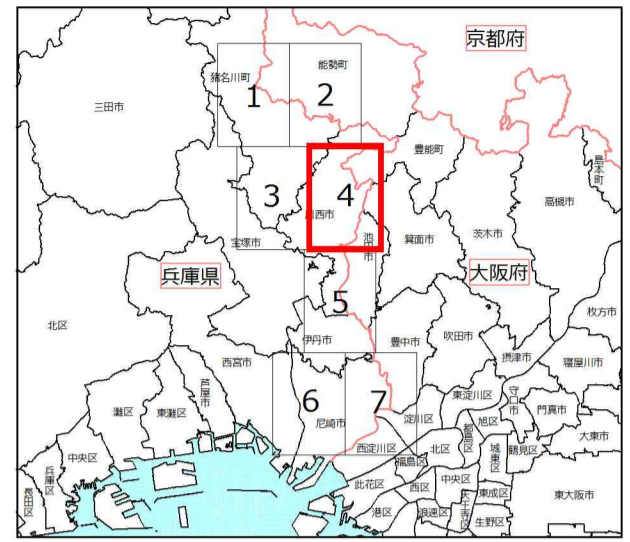 京都府
能勢町
猪名川町
1
2
三田市
豊能町
島本町
高槻市
3
4
川西市
茨木市
箕面市
池田市
宝塚市
兵庫県
大阪府
5
枚方市
北区
伊丹市
豊中市
吹田市
摂津市
寝屋川市
西宮市
芦屋市
6
7
尼崎市
東淀川区
守口市
門真市
灘区
東灘区
淀川区
旭区
都島区
大東市
西淀川区
北区
城東区
鶴見区
中央区
福島区
兵庫区
長田区
此花区
西区
中央区
東成区
東大阪市
港区
浪速区
天王寺区
生野区